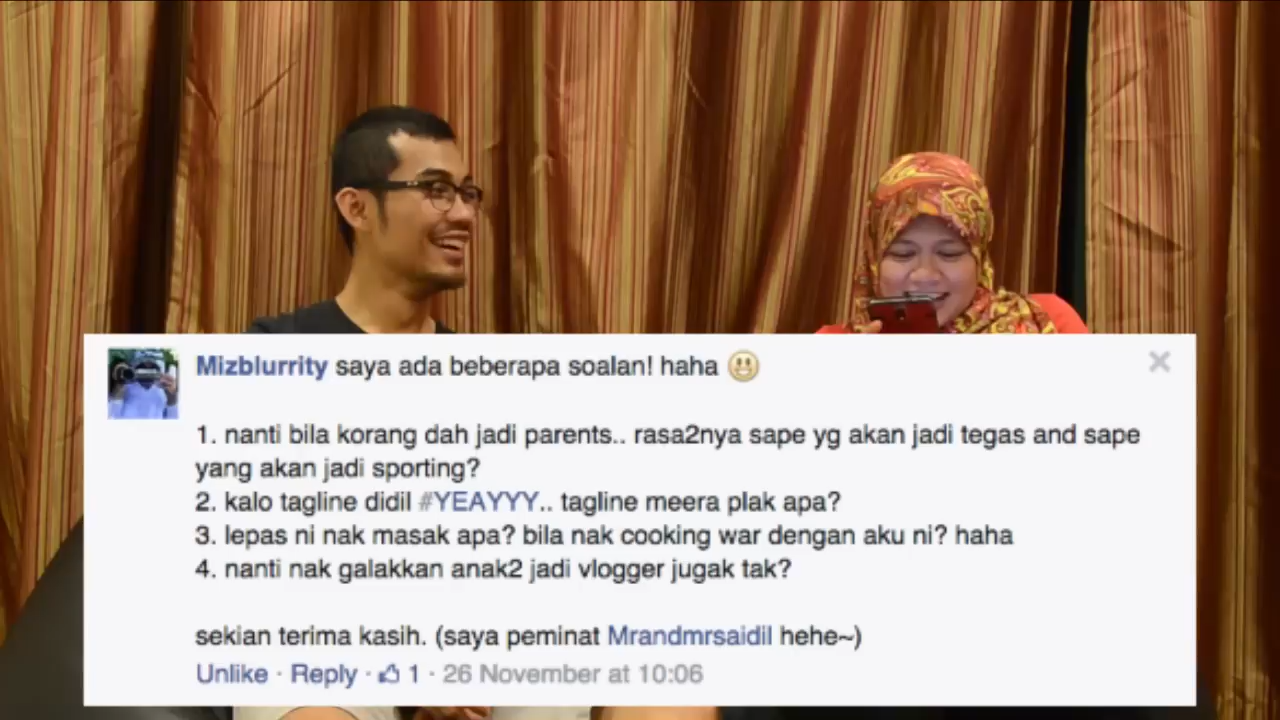 Mizblurrity saya ada beberapa soalan! haha 😃
1. nanti bila korang dah jadi parents.. rasa2nya sape yg akan jadi tegas and sape
yang akan jadi sporting?
2. kalo tagline didil #YEAYYY.. tagline meera plak apa?
3. lepas ni nak masak apa? bila nak cooking war dengan aku ni? haha
4. nanti nak galakkan anak2 jadi vlogger jugak tak?
sekian terima kasih. (saya peminat Mrandmrsaidil hehe~)
Unlike · Reply · 1 · 26 November at 10:06